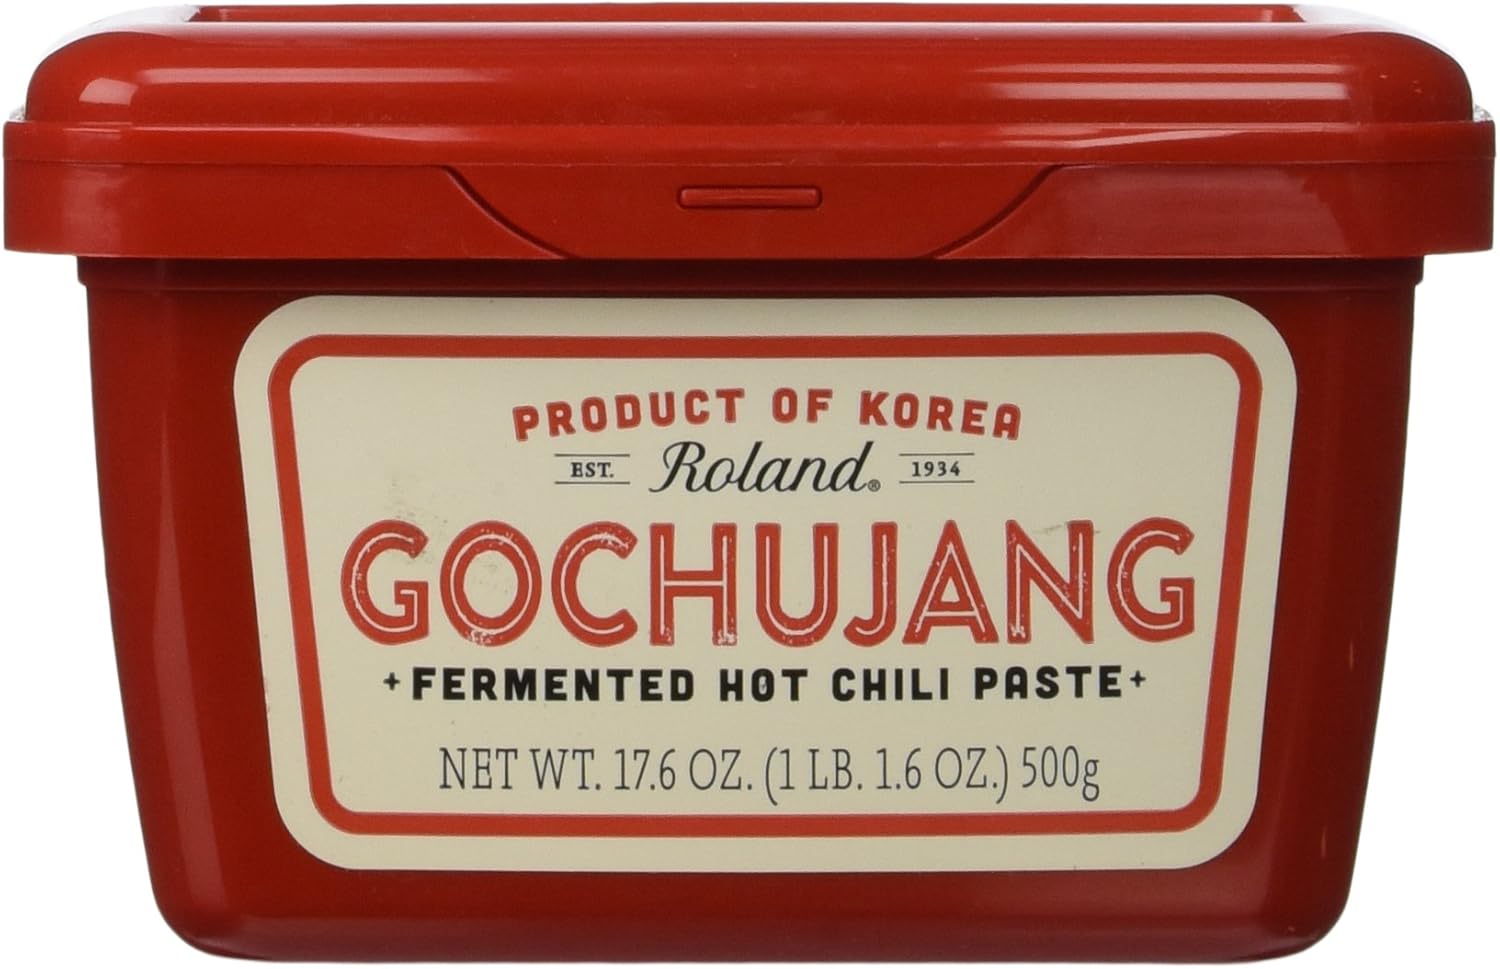 PRODUCT OF KOREA
EST. Roland® 1934
GOCHUJANG
+FERMENTED HOT CHILI PASTE+
NET WT. 17.6 OZ. (1 LB. 1.6 OZ.) 500g